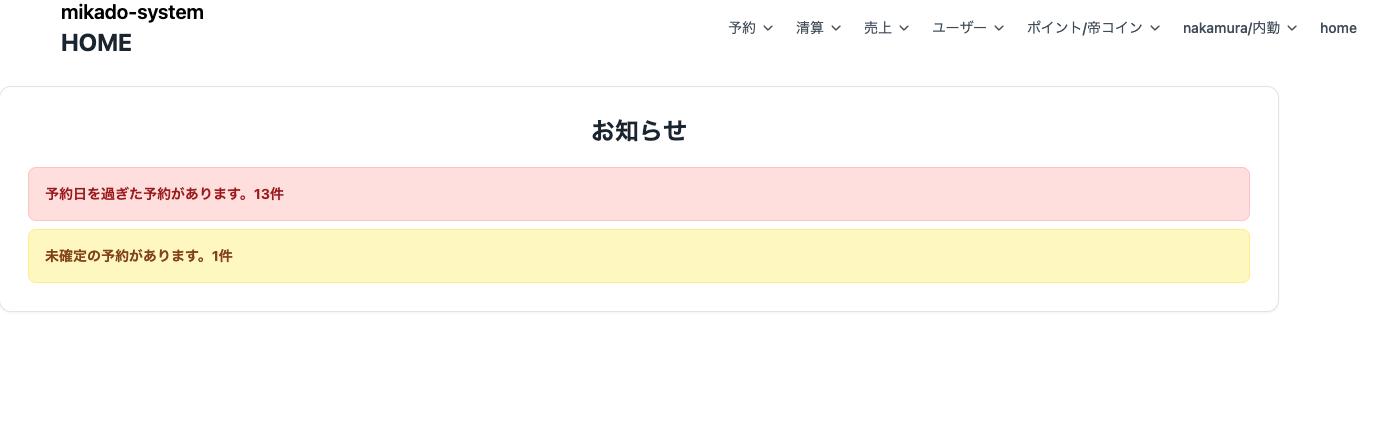 mikado-system
HOME
予約 清算 売上 ユーザー ポイント/帝コイン nakamura/内勤 home
お知らせ
予約日を過ぎた予約があります。13件
未確定の予約があります。1件